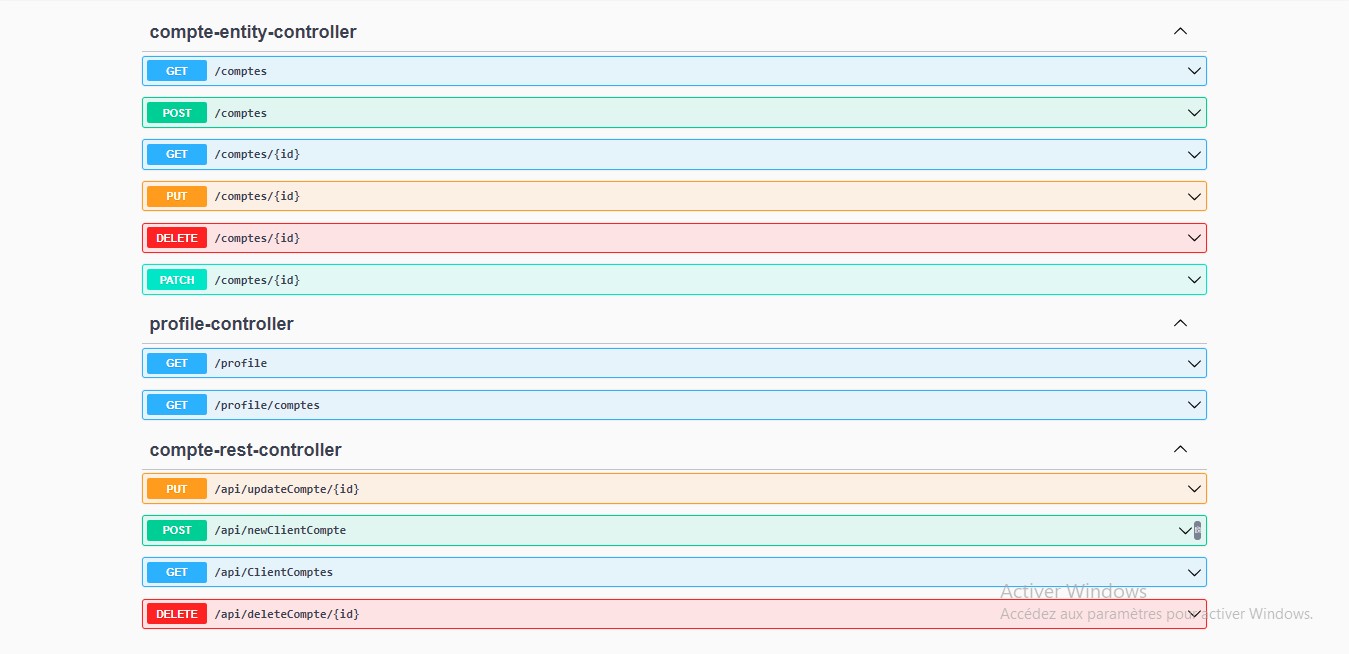 compte-entity-controller
GET /comptes
POST /comptes
GET /comptes/{id}
PUT /comptes/{id}
DELETE /comptes/{id}
PATCH /comptes/{id}
profile-controller
GET /profile
GET /profile/comptes
compte-rest-controller
PUT /api/updateCompte/{id}
POST /api/newClientCompte
GET /api/ClientComptes
DELETE /api/deleteCompte/{id}
Activer Windows
Accédez aux paramètres pour activer Windows.